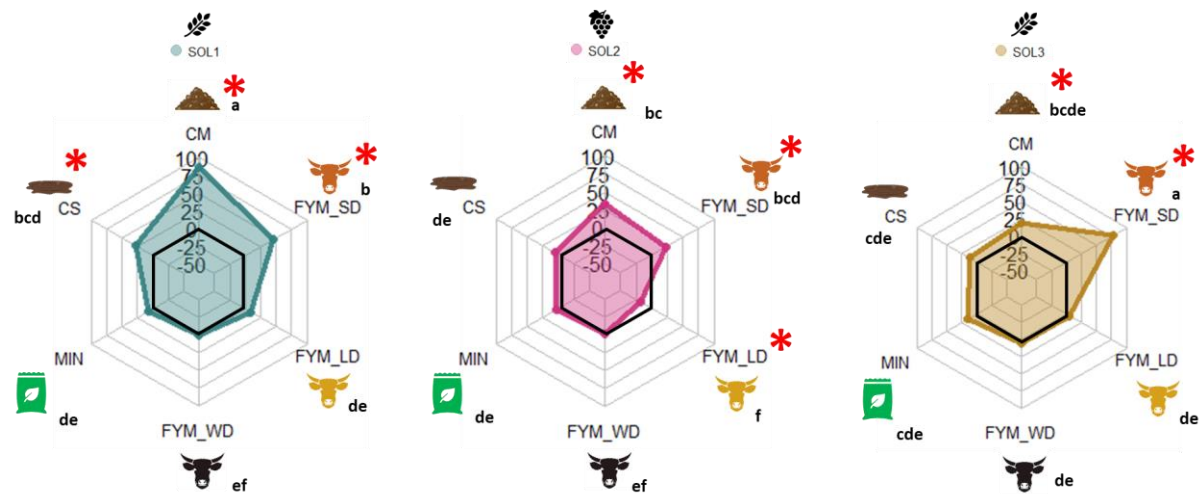 SOL1
*
a
CM
100
75
50
25
0
-25
-50
*
b
FYM_SD
FYM_LD
de
FYM_WD
ef
MIN
de
*
CS
bcd
SOL2
*
bc
CM
100
75
50
25
0
-25
-50
*
bcd
FYM_SD
FYM_LD
*
f
FYM_WD
ef
MIN
de
CS
de
SOL3
*
bcde
CM
100
75
50
25
0
-25
-50
*
a
FYM_SD
FYM_LD
de
FYM_WD
de
MIN
cde
CS
cde